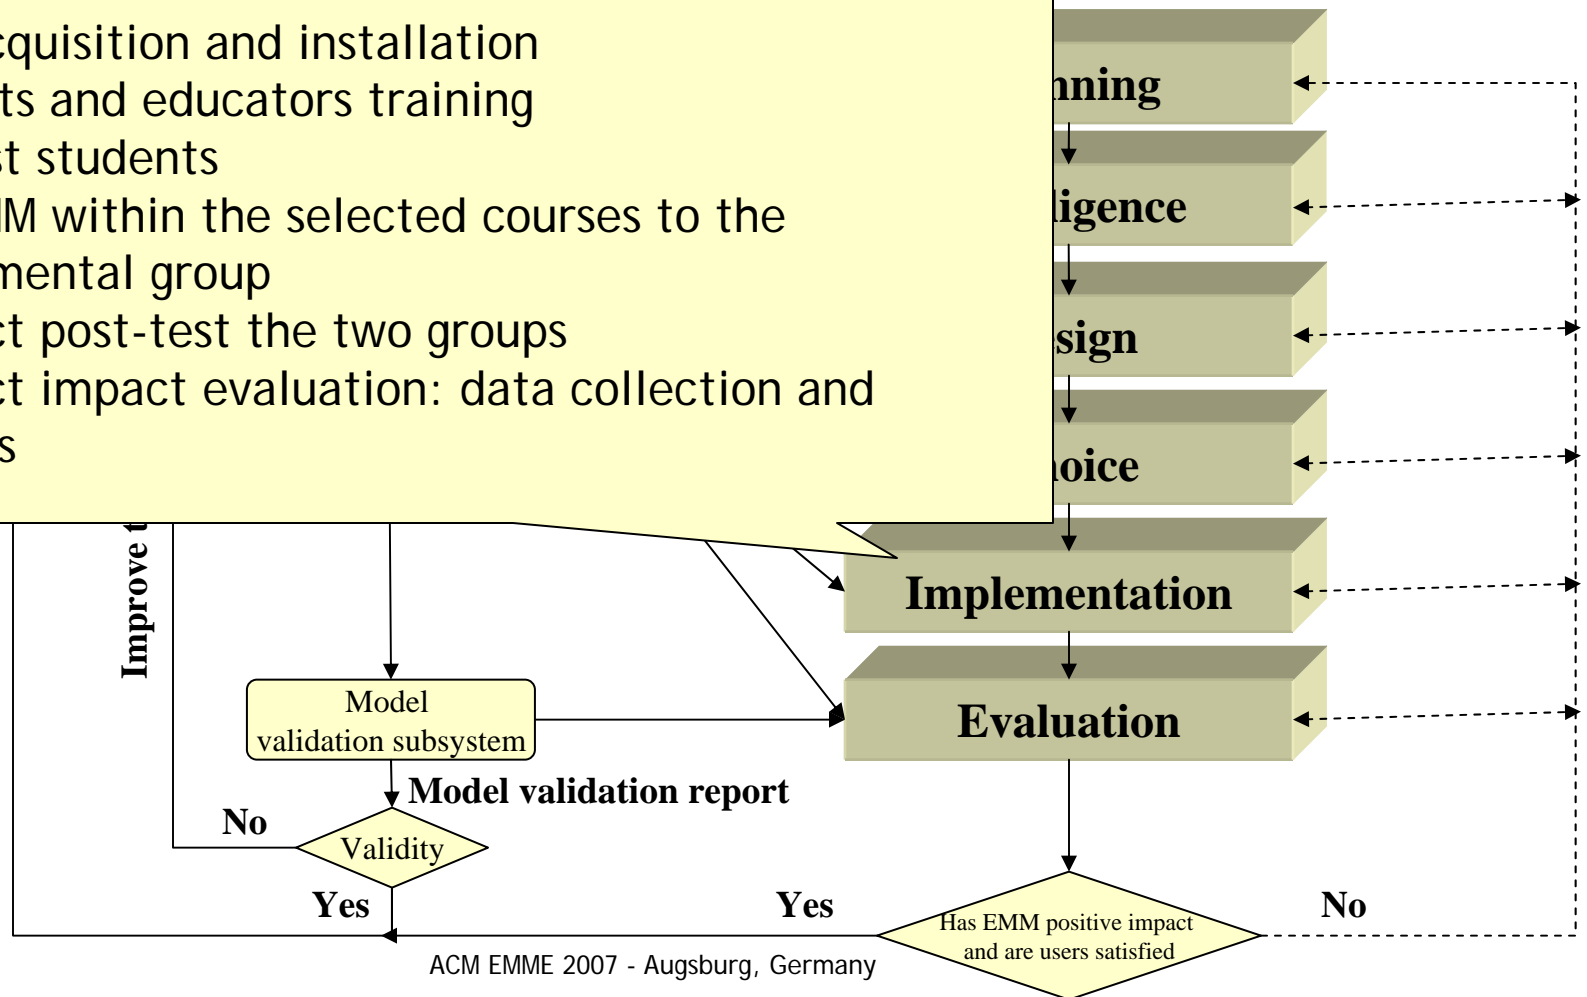 cquisition and installation
ts and educators training
st students
M within the selected courses to the
mental group
ct post-test the two groups
ct impact evaluation: data collection and
s
nning
ligence
sign
oice
Implementation
Evaluation
Improve t
Model
validation subsystem
Model validation report
No
Validity
Yes
Yes
Has EMM positive impact
and are users satisfied
No
ACM EMME 2007 - Augsburg, Germany